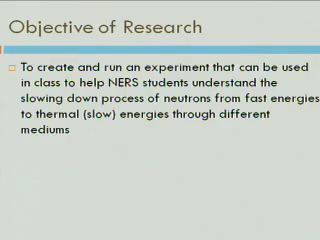 Objective of Research
To create and run an experiment that can be used
in class to help NERS students understand the
slowing down process of neutrons from fast energies
to thermal (slow) energies through different
mediums